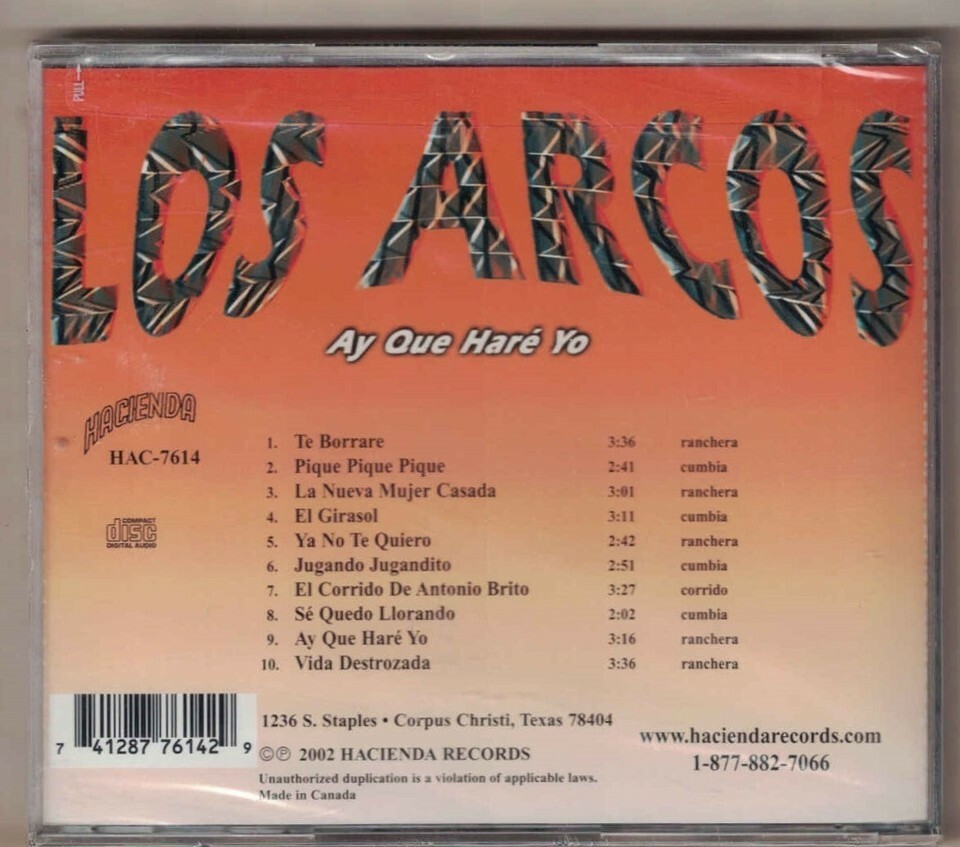 PULL
LOS ARCOS
Ay Que Haré Yo
HACIENDA
HAC-7614
COMPACT
disc
DIGITAL AUDIO
1. Te Borrare 3:36 ranchera
2. Pique Pique Pique 2:41 cumbia
3. La Nueva Mujer Casada 3:01 ranchera
4. El Girasol 3:11 cumbia
5. Ya No Te Quiero 2:42 ranchera
6. Jugando Jugandito 2:51 cumbia
7. El Corrido De Antonio Brito 3:27 corrido
8. Sé Quedo Llorando 2:02 cumbia
9. Ay Que Haré Yo 3:16 ranchera
10. Vida Destrozada 3:36 ranchera
7 41287 76142 9
1236 S. Staples • Corpus Christi, Texas 78404
©℗ 2002 HACIENDA RECORDS
Unauthorized duplication is a violation of applicable laws.
Made in Canada
www.haciendarecords.com
1-877-882-7066